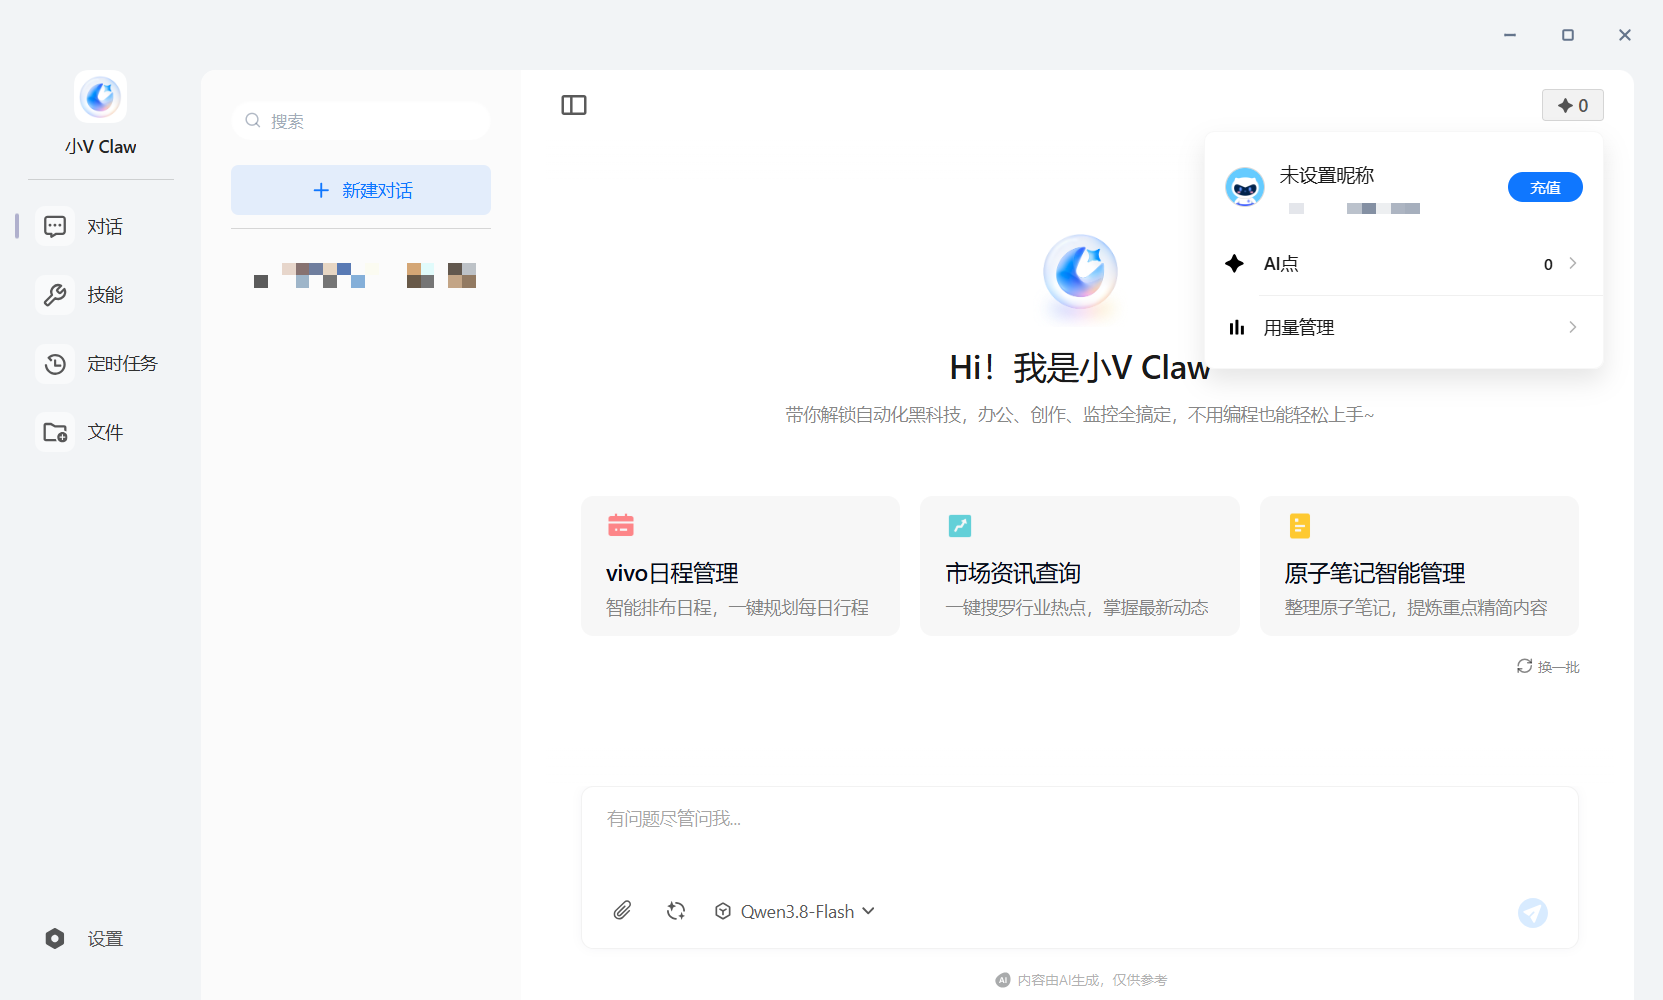 小V Claw
对话
技能
定时任务
文件
设置
搜索
新建对话
0
未设置昵称
充值
AI点
0
用量管理
Hi！我是小V Claw
带你解锁自动化黑科技，办公、创作、监控全搞定，不用编程也能轻松上手~
vivo日程管理
智能排布日程，一键规划每日行程
市场资讯查询
一键搜罗行业热点，掌握最新动态
原子笔记智能管理
整理原子笔记，提炼重点精简内容
换一批
有问题尽管问我...
Qwen3.8-Flash
AI 内容由AI生成，仅供参考